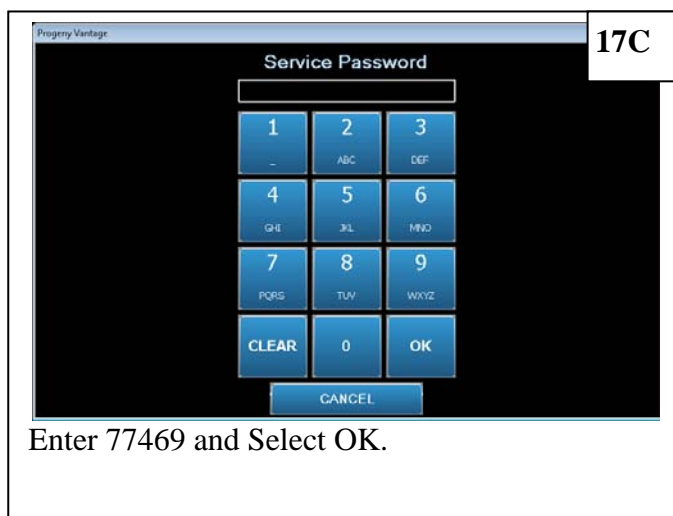 Progeny Vantage
17C
Service Password
1 2 3
_ ABC DEF
4 5 6
GHI JKL MNO
7 8 9
PQRS TUV WXYZ
CLEAR 0 OK
CANCEL
Enter 77469 and Select OK.